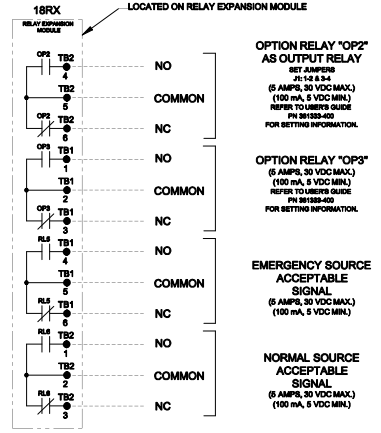 LOCATED ON RELAY EXPANSION MODULE
18RX
RELAY EXPANSION
MODULE
OP2
TB2
4
NO
TB2
5
COMMON
OP2
TB2
6
NC
OPTION RELAY "OP2"
AS OUTPUT RELAY
SET JUMPERS
J1: 1-2 & 3-4
(5 AMPS, 30 VDC MAX.)
(100 mA, 5 VDC MIN.)
REFER TO USER'S GUIDE
PN 381333-400
FOR SETTING INFORMATION.
OP3
TB1
1
NO
TB1
2
COMMON
OP3
TB1
3
NC
OPTION RELAY "OP3"
(5 AMPS, 30 VDC MAX.)
(100 mA, 5 VDC MIN.)
REFER TO USER'S GUIDE
PN 381333-400
FOR SETTING INFORMATION.
RL5
TB1
4
NO
TB1
5
COMMON
RL5
TB1
6
NC
EMERGENCY SOURCE
ACCEPTABLE
SIGNAL
(5 AMPS, 30 VDC MAX.)
(100 mA, 5 VDC MIN.)
RL6
TB2
1
NO
TB2
2
COMMON
RL6
TB2
3
NC
NORMAL SOURCE
ACCEPTABLE
SIGNAL
(5 AMPS, 30 VDC MAX.)
(100 mA, 5 VDC MIN.)